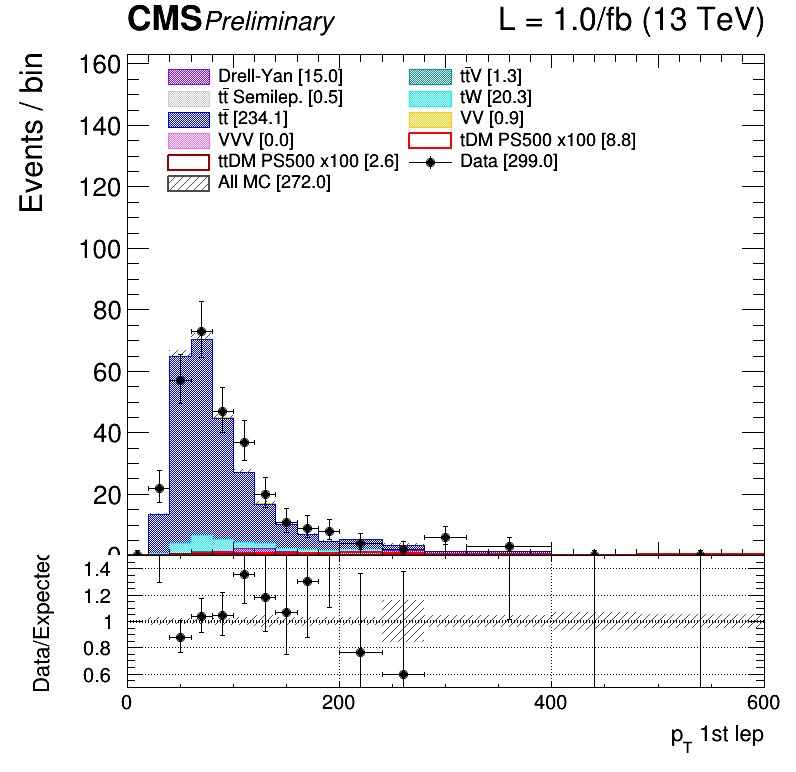 CMS Preliminary L = 1.0/fb (13 TeV)
Events / bin
160
140
120
100
80
60
40
20
0
Drell-Yan [15.0] tt̄V [1.3]
tt̄ Semilep. [0.5] tW [20.3]
tt̄ [234.1] VV [0.9]
VVV [0.0] tDM PS500 x100 [8.8]
ttDM PS500 x100 [2.6] Data [299.0]
All MC [272.0]
Data/Expected
1.4
1.2
1
0.8
0.6
0 200 400 600
p_T 1st lep